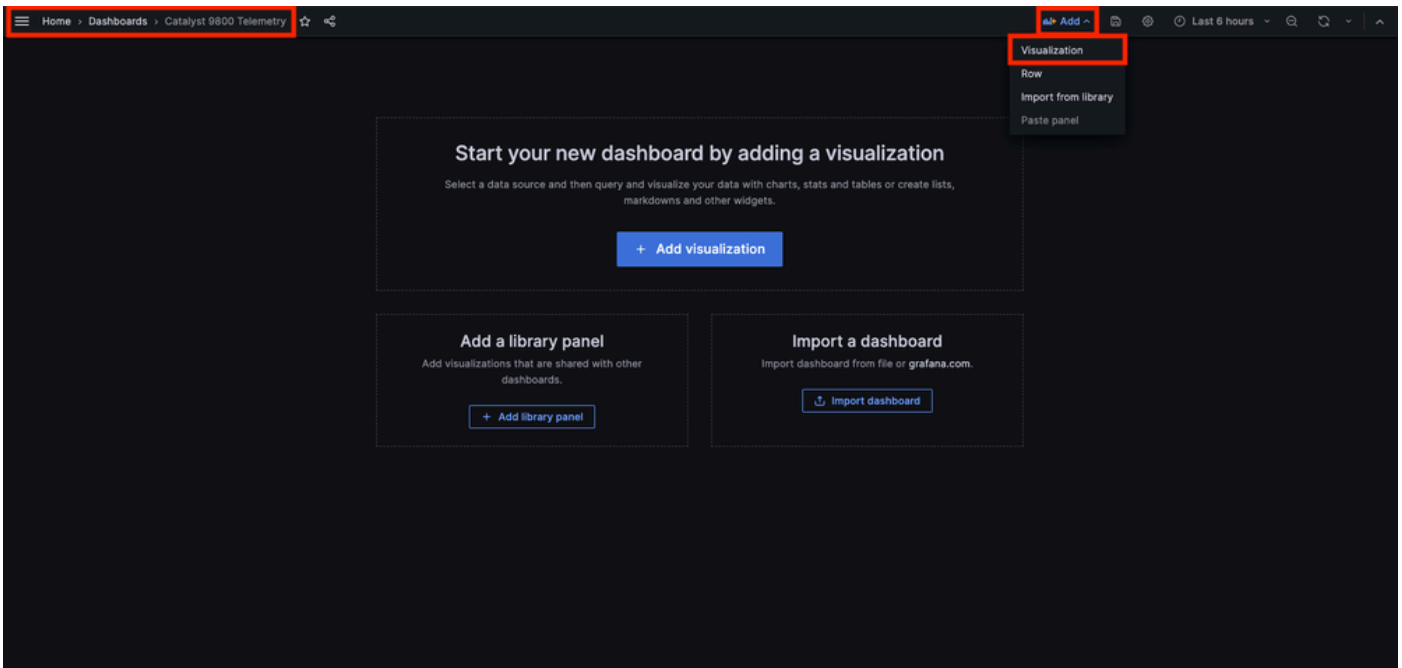 Home › Dashboards › Catalyst 9800 Telemetry
Add
Last 6 hours
Visualization
Row
Import from library
Paste panel
Start your new dashboard by adding a visualization
Select a data source and then query and visualize your data with charts, stats and tables or create lists,
markdowns and other widgets.
+ Add visualization
Add a library panel
Add visualizations that are shared with other
dashboards.
+ Add library panel
Import a dashboard
Import dashboard from file or grafana.com.
Import dashboard